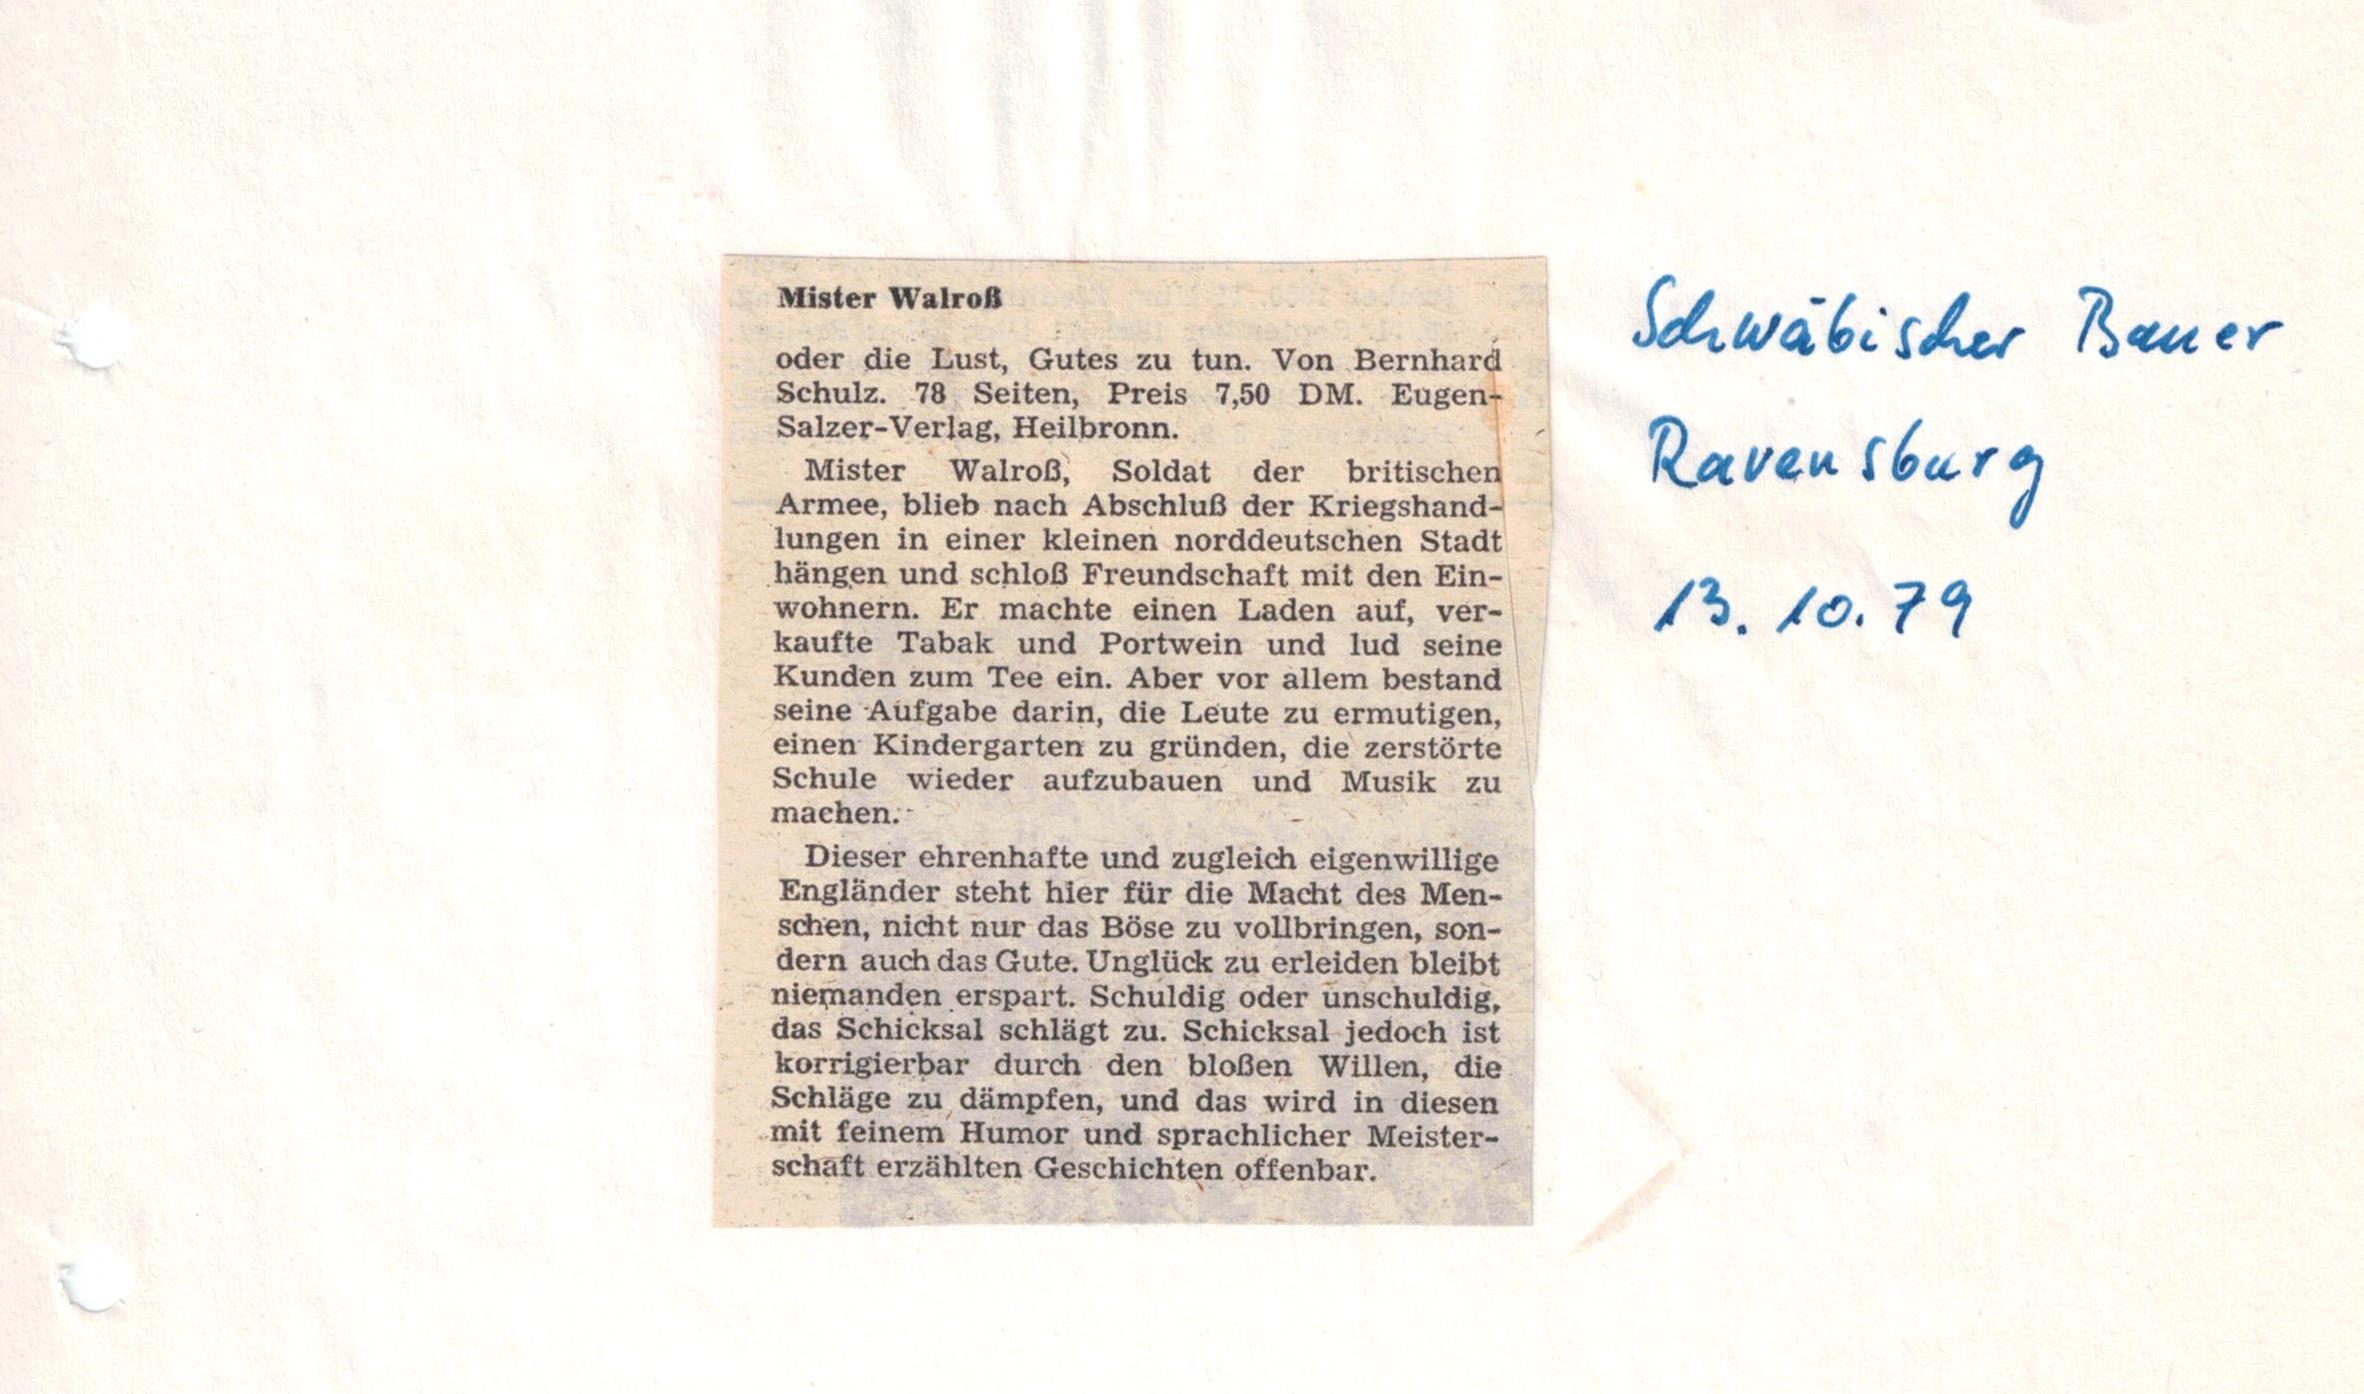 Mister Walroß
oder die Lust, Gutes zu tun. Von Bernhard
Schulz. 78 Seiten, Preis 7,50 DM. Eugen-
Salzer-Verlag, Heilbronn.
Mister Walroß, Soldat der britischen
Armee, blieb nach Abschluß der Kriegshand-
lungen in einer kleinen norddeutschen Stadt
hängen und schloß Freundschaft mit den Ein-
wohnern. Er machte einen Laden auf, ver-
kaufte Tabak und Portwein und lud seine
Kunden zum Tee ein. Aber vor allem bestand
seine Aufgabe darin, die Leute zu ermutigen,
einen Kindergarten zu gründen, die zerstörte
Schule wieder aufzubauen und Musik zu
machen.
Dieser ehrenhafte und zugleich eigenwillige
Engländer steht hier für die Macht des Men-
schen, nicht nur das Böse zu vollbringen, son-
dern auch das Gute. Unglück zu erleiden bleibt
niemanden erspart. Schuldig oder unschuldig,
das Schicksal schlägt zu. Schicksal jedoch ist
korrigierbar durch den bloßen Willen, die
Schläge zu dämpfen, und das wird in diesen
mit feinem Humor und sprachlicher Meister-
schaft erzählten Geschichten offenbar.
Schwäbischer Bauer
Ravensburg
13. 10. 79